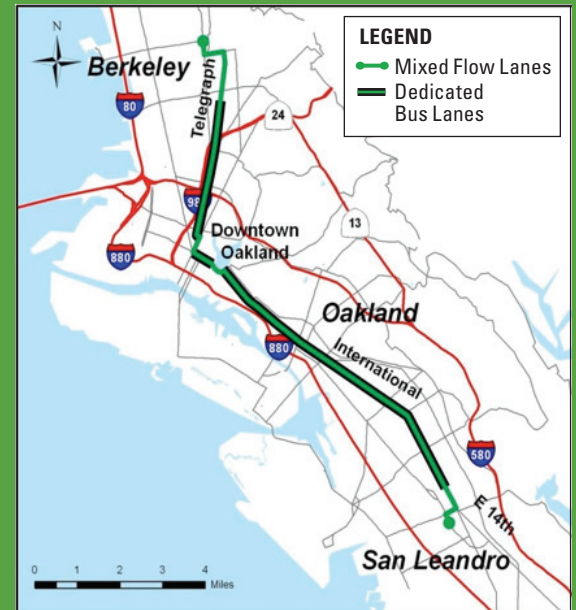 N
LEGEND
Mixed Flow Lanes
Dedicated
Bus Lanes
Berkeley
80
Telegraph
24
13
980
Downtown
Oakland
880
Oakland
880
International
580
E 14th
San Leandro
0 1 2 3 4
Miles